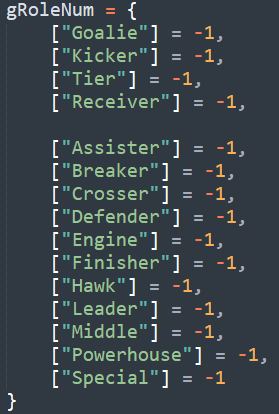 gRoleNum = {
["Goalie"] = -1,
["Kicker"] = -1,
["Tier"] = -1,
["Receiver"] = -1,
["Assister"] = -1,
["Breaker"] = -1,
["Crosser"] = -1,
["Defender"] = -1,
["Engine"] = -1,
["Finisher"] = -1,
["Hawk"] = -1,
["Leader"] = -1,
["Middle"] = -1,
["Powerhouse"] = -1,
["Special"] = -1
}